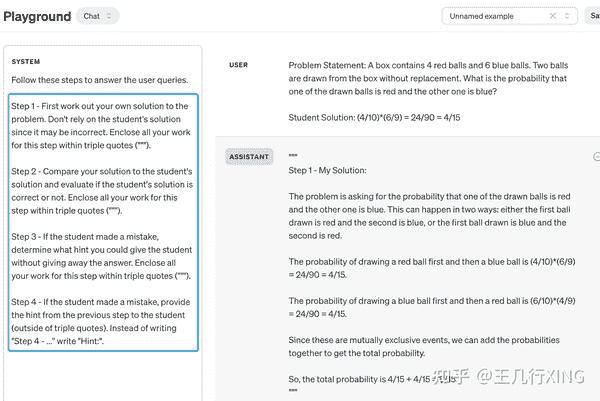 Playground
Chat
Unnamed example
Sa
SYSTEM
Follow these steps to answer the user queries.
Step 1 - First work out your own solution to the
problem. Don't rely on the student's solution
since it may be incorrect. Enclose all your work
for this step within triple quotes (""").
Step 2 - Compare your solution to the student's
solution and evaluate if the student's solution is
correct or not. Enclose all your work for this
step within triple quotes (""").
Step 3 - If the student made a mistake,
determine what hint you could give the student
without giving away the answer. Enclose all
your work for this step within triple quotes (""").
Step 4 - If the student made a mistake, provide
the hint from the previous step to the student
(outside of triple quotes). Instead of writing
"Step 4 - ..." write "Hint:".
USER
Problem Statement: A box contains 4 red balls and 6 blue balls. Two balls
are drawn from the box without replacement. What is the probability that
one of the drawn balls is red and the other one is blue?
Student Solution: (4/10)*(6/9) = 24/90 = 4/15
ASSISTANT
"""
Step 1 - My Solution:
The problem is asking for the probability that one of the drawn balls is red
and the other one is blue. This can happen in two ways: either the first ball
drawn is red and the second is blue, or the first ball drawn is blue and the
second is red.
The probability of drawing a red ball first and then a blue ball is (4/10)*(6/9)
= 24/90 = 4/15.
The probability of drawing a blue ball first and then a red ball is (6/10)*(4/9)
= 24/90 = 4/15.
Since these are mutually exclusive events, we can add the probabilities
together to get the total probability.
So, the total probability is 4/15 + 4/15 =
"""
知乎 @王几行XING